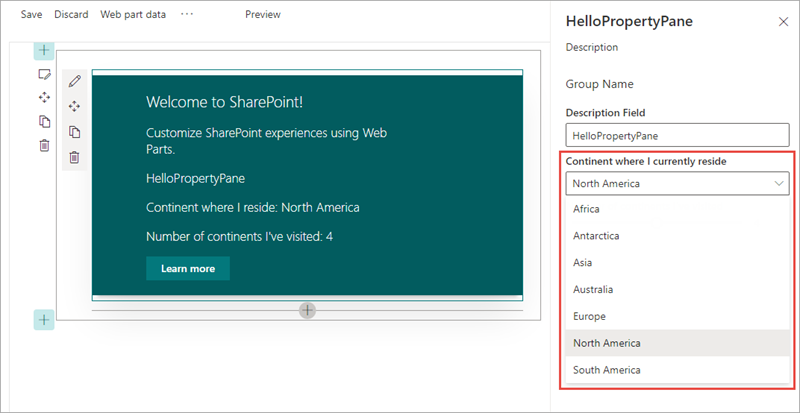 Save Discard Web part data ... Preview
Welcome to SharePoint!
Customize SharePoint experiences using Web
Parts.
HelloPropertyPane
Continent where I reside: North America
Number of continents I've visited: 4
Learn more
HelloPropertyPane
Description
Group Name
Description Field
HelloPropertyPane
Continent where I currently reside
North America
Africa
Antarctica
Asia
Australia
Europe
North America
South America